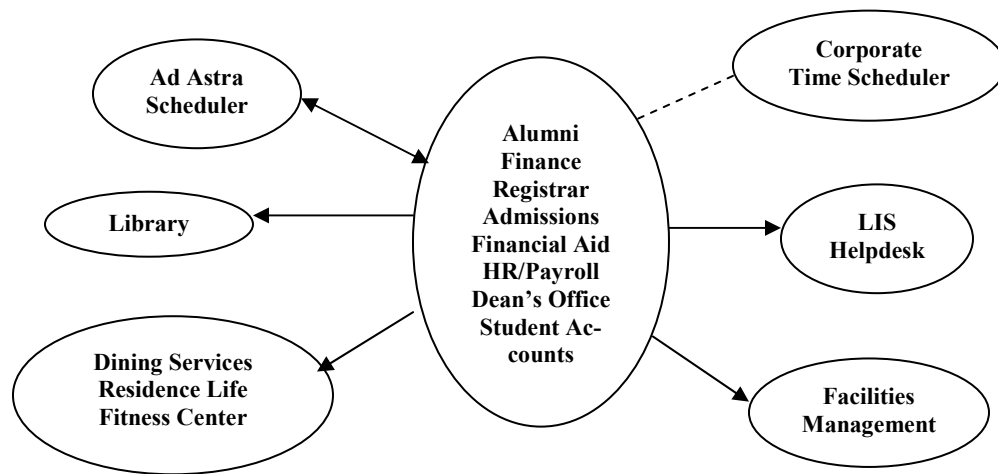 Ad Astra
Scheduler
Library
Dining Services
Residence Life
Fitness Center
Alumni
Finance
Registrar
Admissions
Financial Aid
HR/Payroll
Dean’s Office
Student Ac-
counts
Corporate
Time Scheduler
LIS
Helpdesk
Facilities
Management